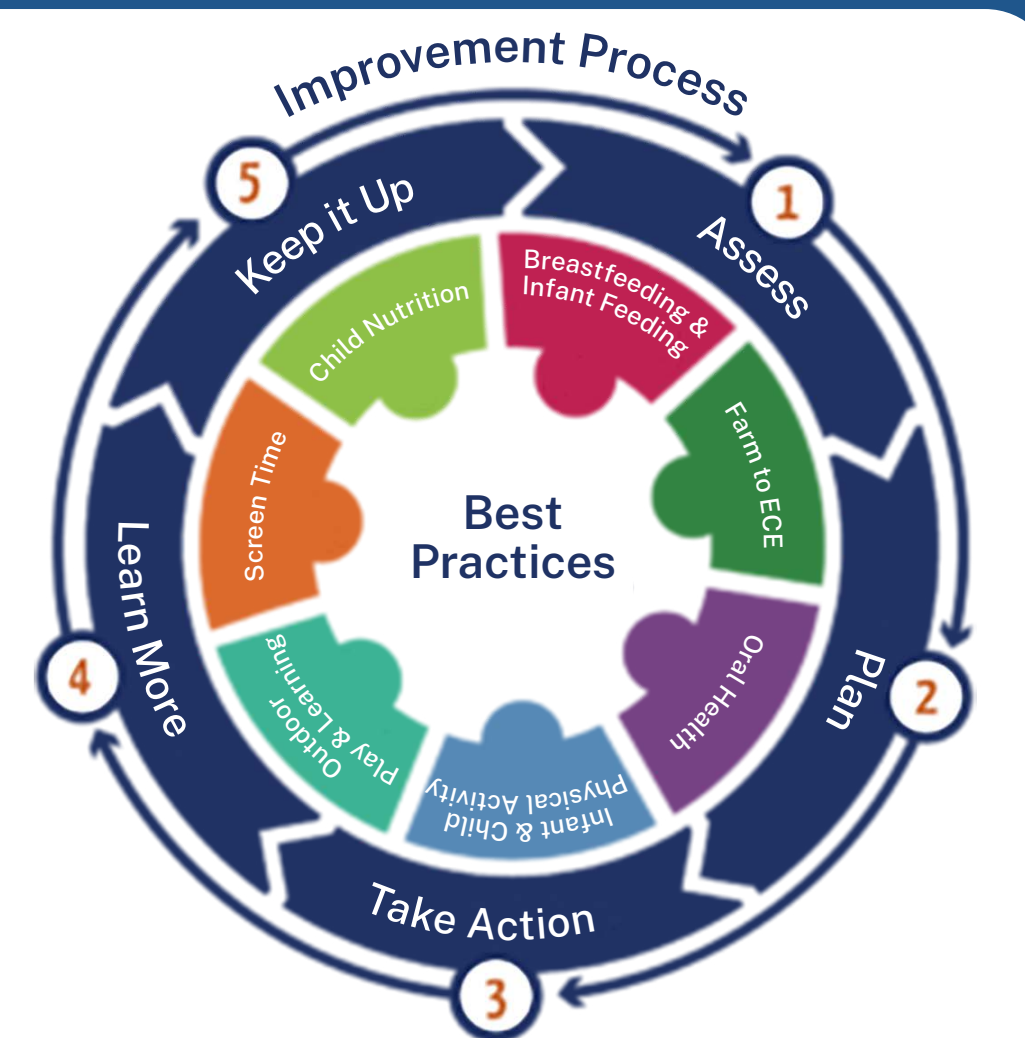 Improvement Process
1
Assess
2
Plan
3
Take Action
4
Learn More
5
Keep it Up
Breastfeeding &
Infant Feeding
Farm to ECE
Oral Health
Infant & Child
Physical Activity
Outdoor
Play & Learning
Screen Time
Child Nutrition
Best
Practices